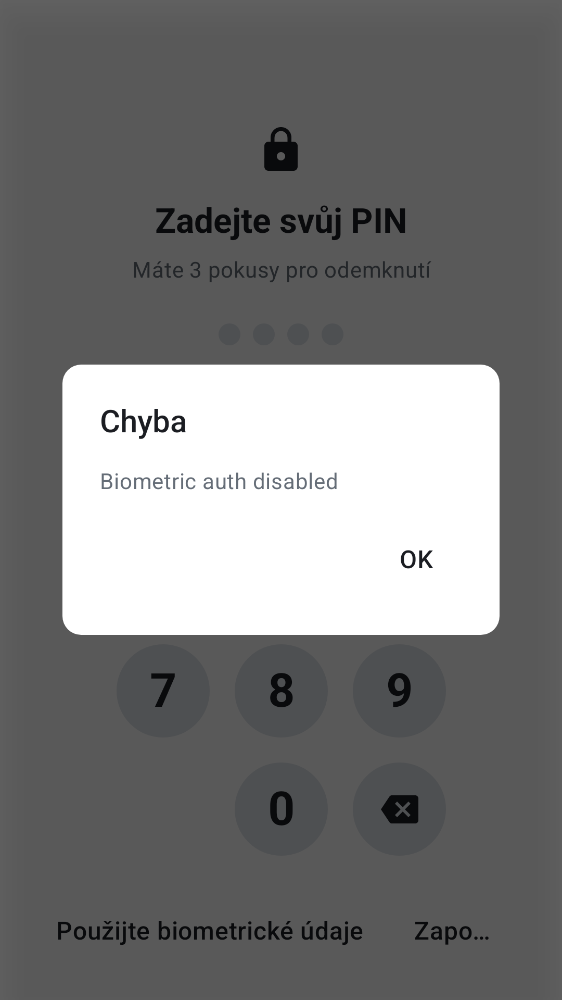 Zadejte svůj PIN
Máte 3 pokusy pro odemknutí
Chyba
Biometric auth disabled
OK
7 8 9
0
Použijte biometrické údaje Zapo...